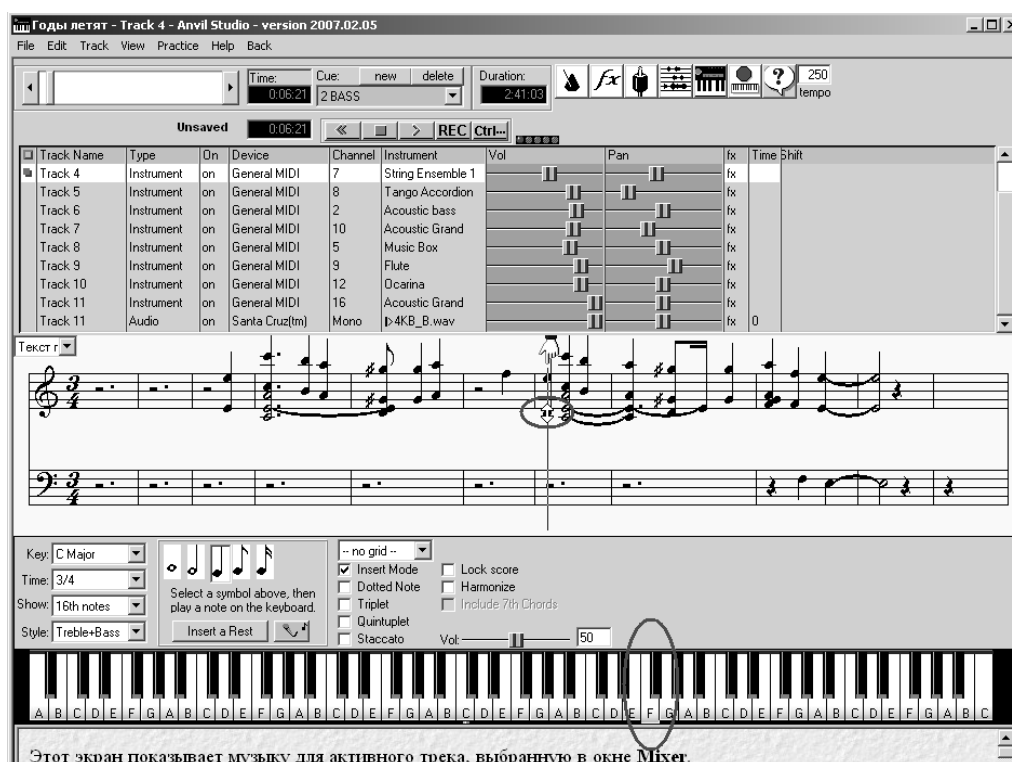 Годы летят - Track 4 - Anvil Studio - version 2007.02.05
File Edit Track View Practice Help Back
Time: Cue: new delete Duration:
0:06:21 2 BASS 2:41:03 fx ? 250
tempo
Unsaved 0:06:21 REC Ctrl...
Track Name Type On Device Channel Instrument Vol Pan fx Time Shift
Track 4 Instrument on General MIDI 7 String Ensemble 1 fx
Track 5 Instrument on General MIDI 8 Tango Accordion fx
Track 6 Instrument on General MIDI 2 Acoustic bass fx
Track 7 Instrument on General MIDI 10 Acoustic Grand fx
Track 8 Instrument on General MIDI 5 Music Box fx
Track 9 Instrument on General MIDI 9 Flute fx
Track 10 Instrument on General MIDI 12 Ocarina fx
Track 11 Instrument on General MIDI 16 Acoustic Grand fx
Track 11 Audio on Santa Cruz(tm) Mono 4KB_B.wav fx 0
Текст г
3
4
3
4
Key: C Major
Time: 3/4
Show: 16th notes
Style: Treble+Bass
Select a symbol above, then
play a note on the keyboard.
Insert a Rest
-- no grid --
Insert Mode Lock score
Dotted Note Harmonize
Triplet Include 7th Chords
Quintuplet
Staccato Vol: 50
A B C D E F G A B C D E F G A B C D E F G A B C D E F G A B C D E F G A B C D E F G A B C D E F G A B C
Этот экран показывает музыку для активного трека, выбранную в окне Mixer.